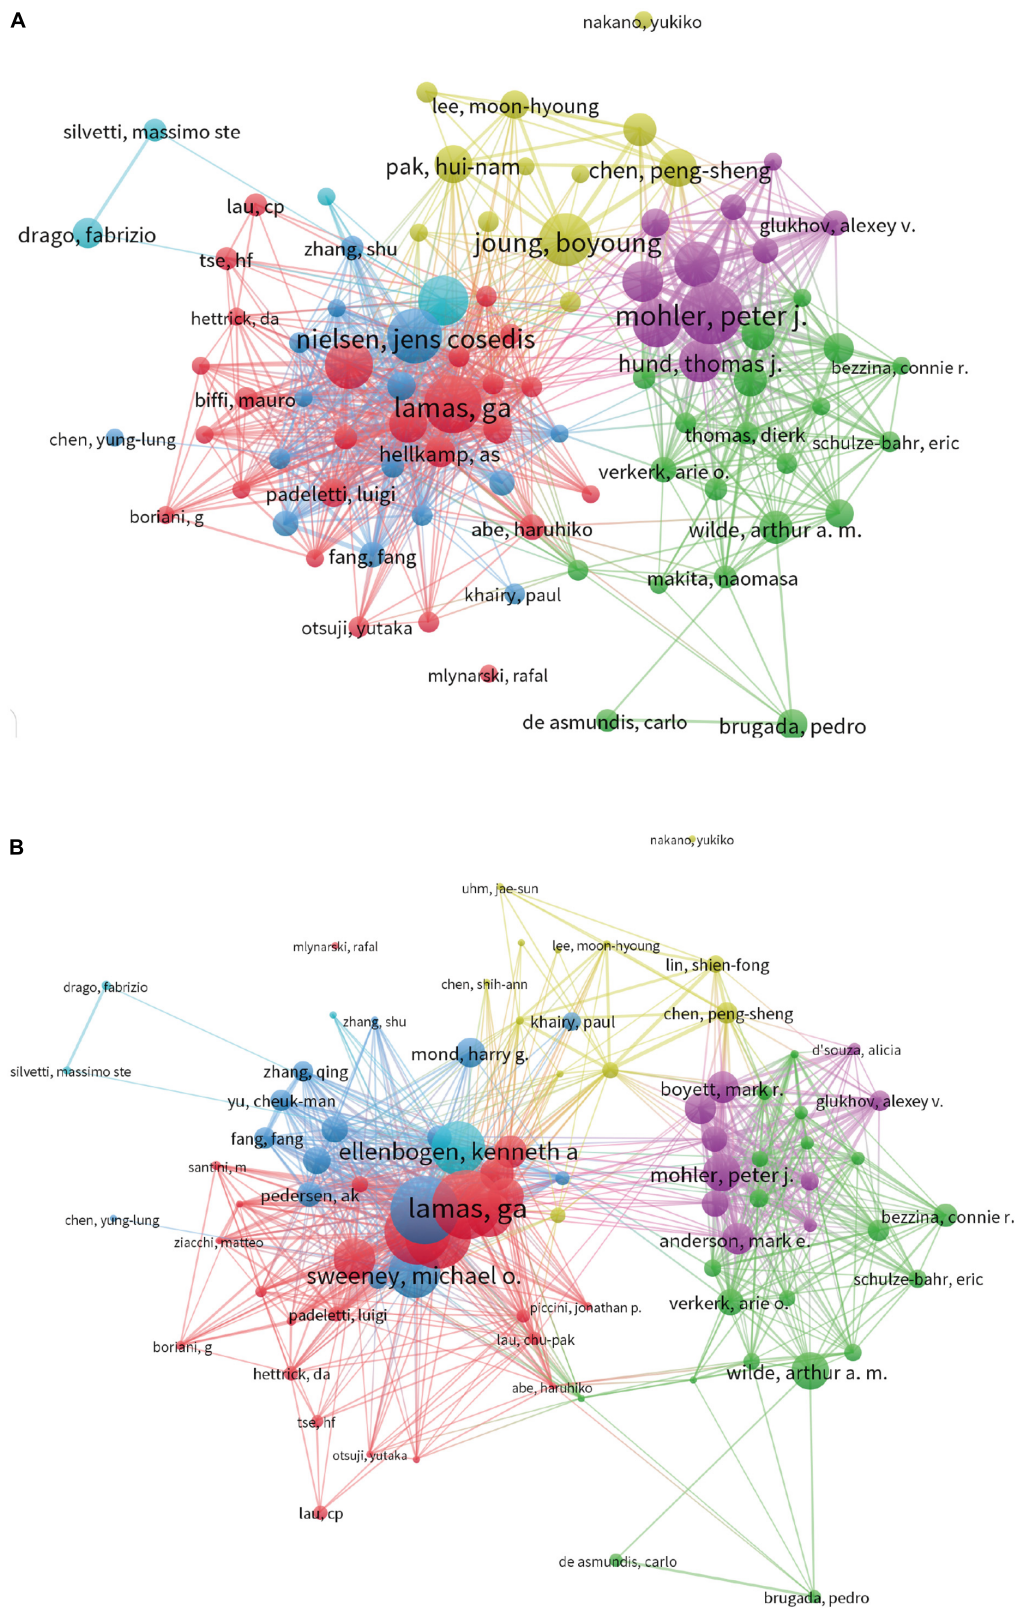 A
nakano, yukiko
lee, moon-hyoung
silvetti, massimo ste
pak, hui-nam
chen, peng-sheng
lau, cp
glukhov, alexey v.
drago, fabrizio
zhang, shu
joung, boyoung
tse, hf
hettrick, da
mohler, peter j.
nielsen, jens cosedis
hund, thomas j.
bezzina, connie r.
biffi, mauro
lamas, ga
chen, yung-lung
thomas, dierk
schulze-bahr, eric
hellkamp, as
verkerk, arie o.
padeletti, luigi
boriani, g
abe, haruhiko
wilde, arthur a. m.
fang, fang
makita, naomasa
khairy, paul
otsuji, yutaka
mlynarski, rafal
de asmundis, carlo
brugada, pedro
B
nakano, yukiko
uhm, jae-sun
mlynarski, rafal
lee, moon-hyoung
lin, shien-fong
drago, fabrizio
chen, shih-ann
zhang, shu
khairy, paul
chen, peng-sheng
mond, harry g.
d'souza, alicia
silvetti, massimo ste
zhang, qing
boyett, mark r.
yu, cheuk-man
glukhov, alexey v.
fang, fang
ellenbogen, kenneth a
santini, m
mohler, peter j.
pedersen, ak
lamas, ga
chen, yung-lung
bezzina, connie r.
ziacchi, matteo
anderson, mark e.
sweeney, michael o.
schulze-bahr, eric
padeletti, luigi
piccini, jonathan p.
verkerk, arie o.
boriani, g
lau, chu-pak
hettrick, da
wilde, arthur a. m.
abe, haruhiko
tse, hf
otsuji, yutaka
lau, cp
de asmundis, carlo
brugada, pedro